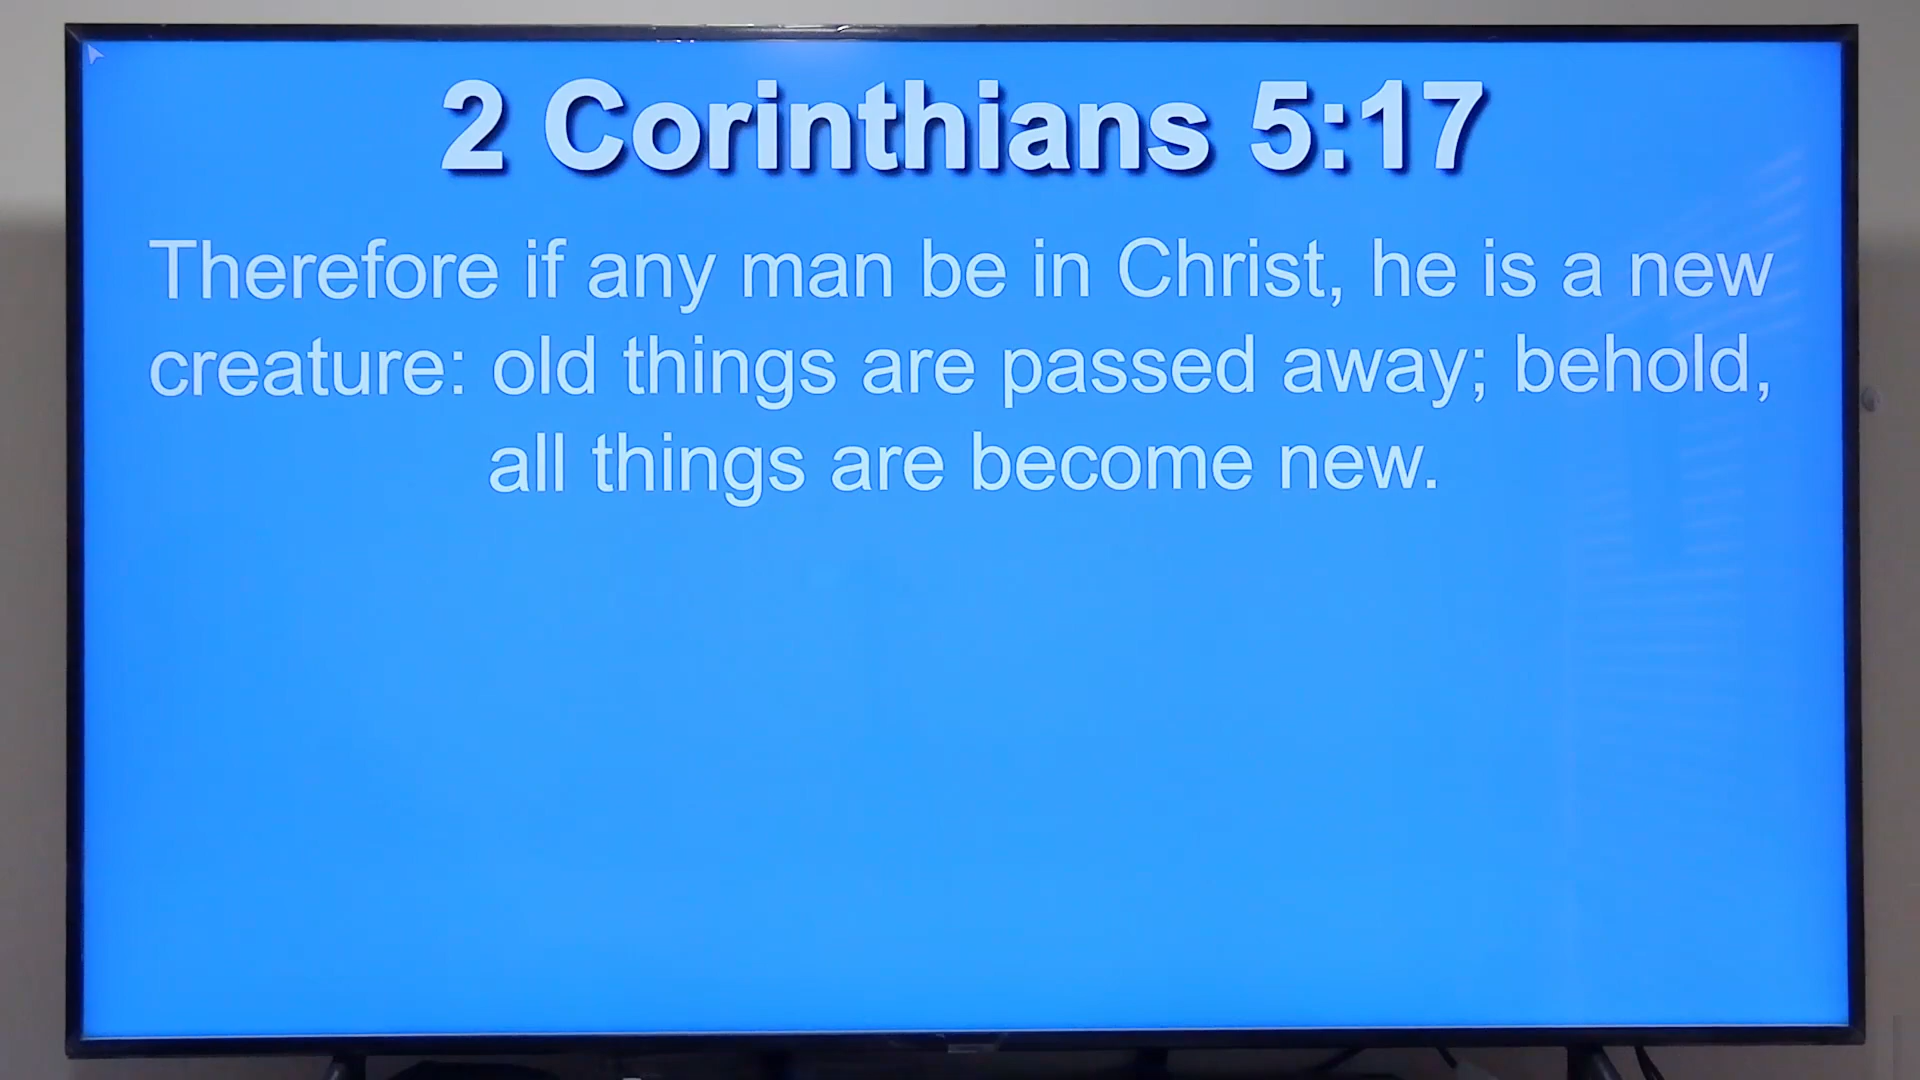 2 Corinthians 5:17
Therefore if any man be in Christ, he is a new
creature: old things are passed away; behold,
all things are become new.